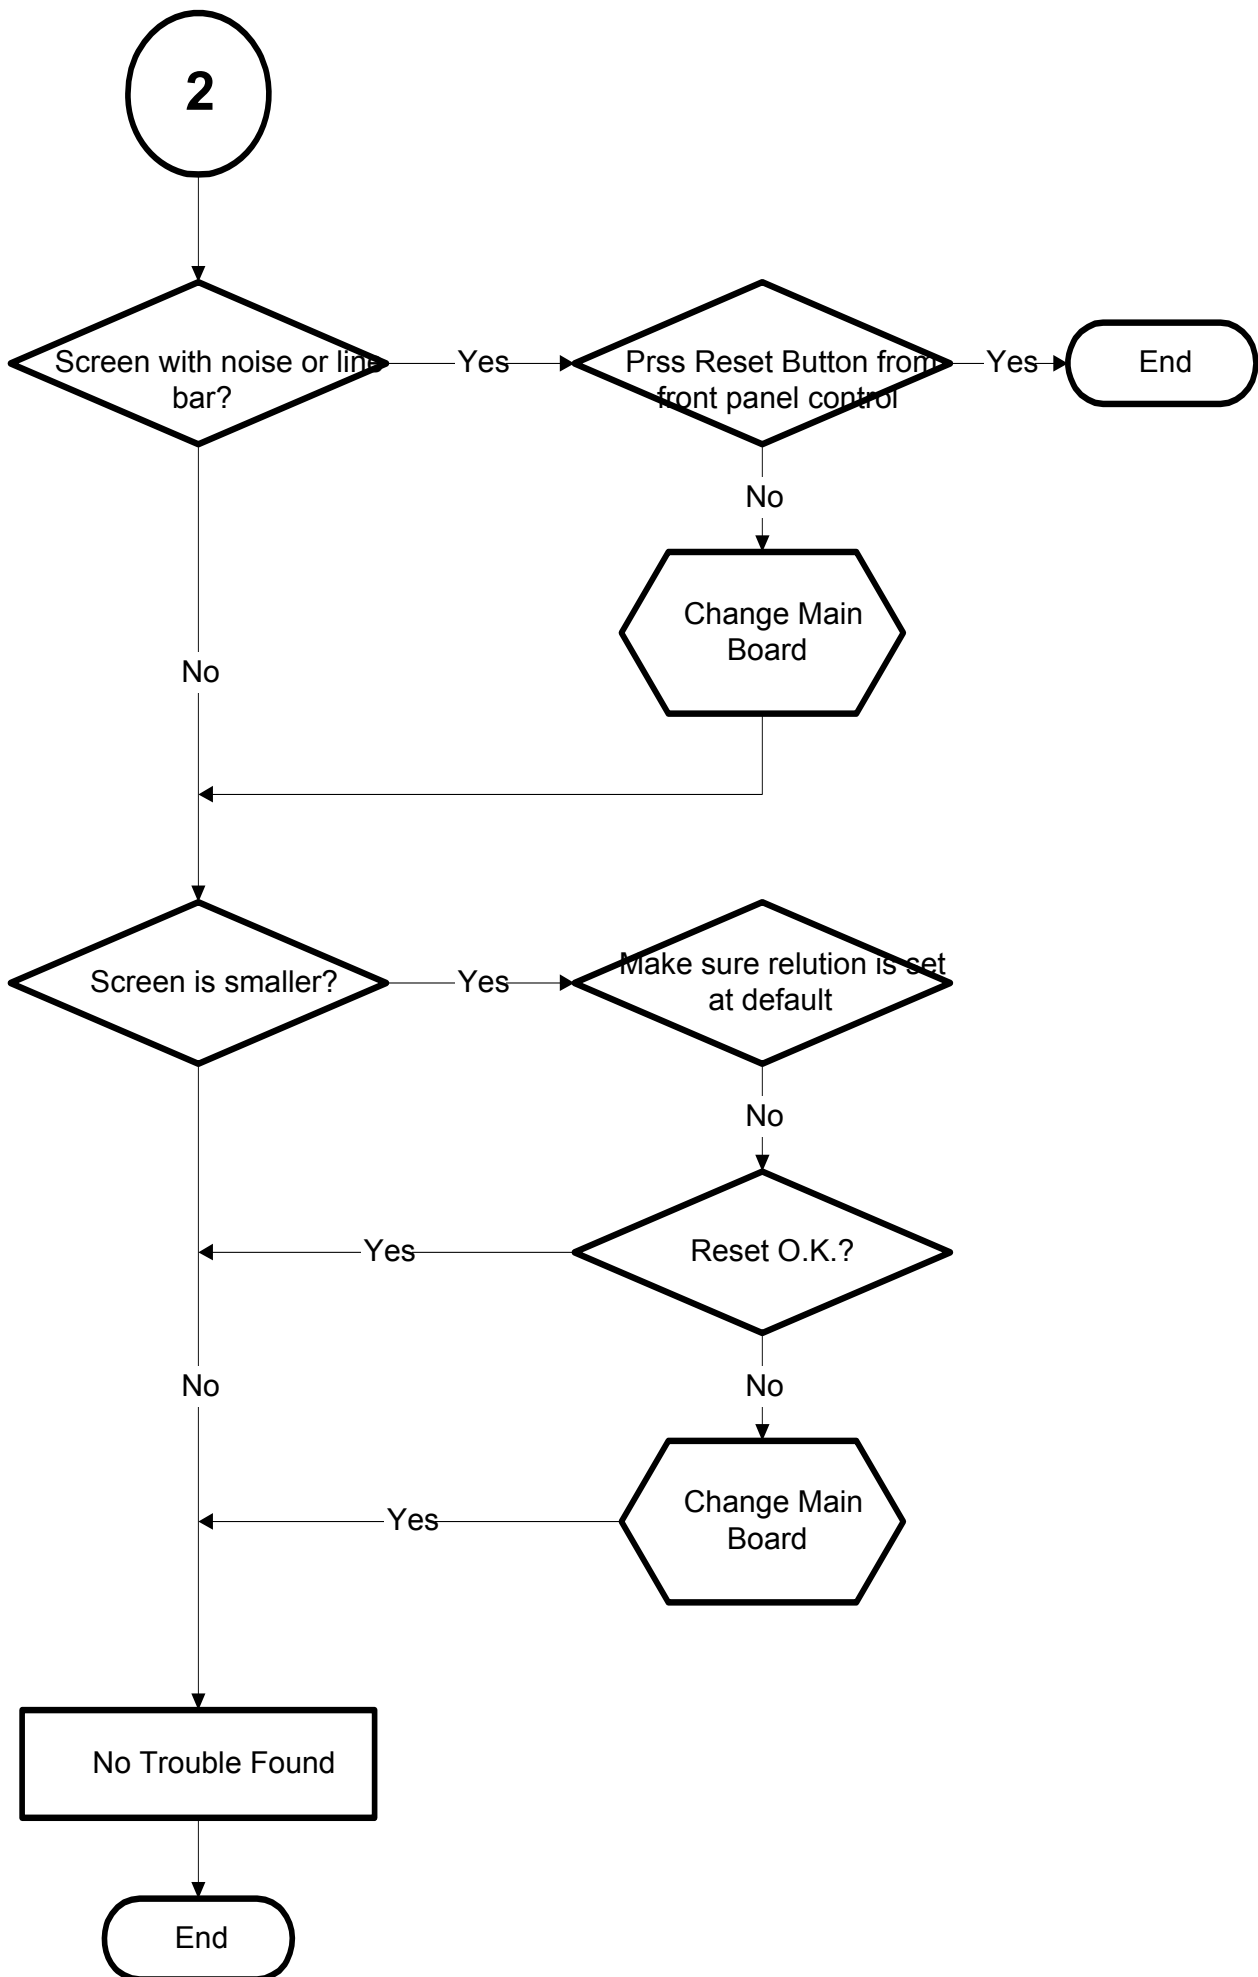 2
Screen with noise or line
bar?
Yes
Prss Reset Button from
front panel control
Yes
End
No
Change Main
Board
No
Screen is smaller?
Yes
Make sure relution is set
at default
No
Yes
Reset O.K.?
No
No
Change Main
Board
Yes
No Trouble Found
End